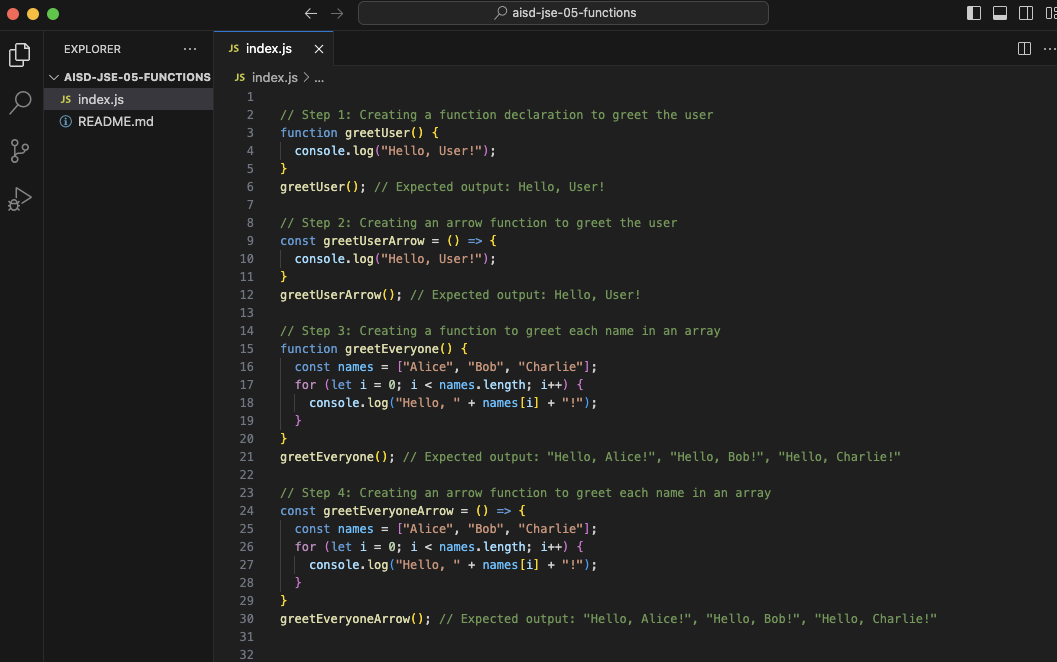 aisd-jse-05-functions
EXPLORER ...
JS index.js ×
AISD-JSE-05-FUNCTIONS
JS index.js
README.md
JS index.js > ...
1
2 // Step 1: Creating a function declaration to greet the user
3 function greetUser() {
4   console.log("Hello, User!");
5 }
6 greetUser(); // Expected output: Hello, User!
7
8 // Step 2: Creating an arrow function to greet the user
9 const greetUserArrow = () => {
10   console.log("Hello, User!");
11 }
12 greetUserArrow(); // Expected output: Hello, User!
13
14 // Step 3: Creating a function to greet each name in an array
15 function greetEveryone() {
16   const names = ["Alice", "Bob", "Charlie"];
17   for (let i = 0; i < names.length; i++) {
18     console.log("Hello, " + names[i] + "!");
19   }
20 }
21 greetEveryone(); // Expected output: "Hello, Alice!", "Hello, Bob!", "Hello, Charlie!"
22
23 // Step 4: Creating an arrow function to greet each name in an array
24 const greetEveryoneArrow = () => {
25   const names = ["Alice", "Bob", "Charlie"];
26   for (let i = 0; i < names.length; i++) {
27     console.log("Hello, " + names[i] + "!");
28   }
29 }
30 greetEveryoneArrow(); // Expected output: "Hello, Alice!", "Hello, Bob!", "Hello, Charlie!"
31
32